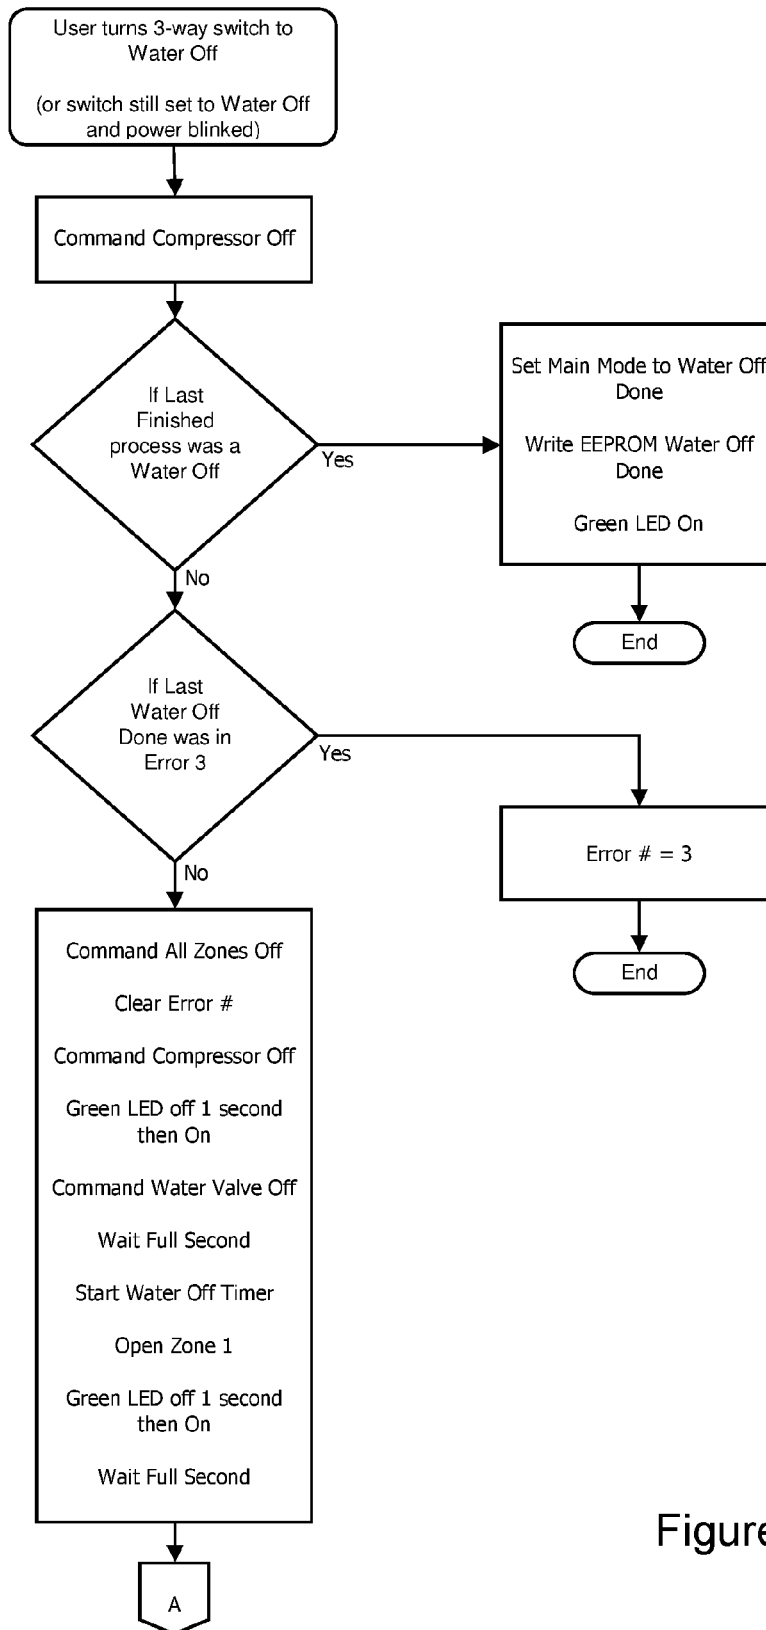 User turns 3-way switch to
Water Off
(or switch still set to Water Off
and power blinked)
Command Compressor Off
If Last
Finished
process was a
Water Off
Yes
Set Main Mode to Water Off
Done
Write EEPROM Water Off
Done
Green LED On
No
End
If Last
Water Off
Done was in
Error 3
Yes
Error # = 3
No
End
Command All Zones Off
Clear Error #
Command Compressor Off
Green LED off 1 second
then On
Command Water Valve Off
Wait Full Second
Start Water Off Timer
Open Zone 1
Green LED off 1 second
then On
Wait Full Second
Figure
A